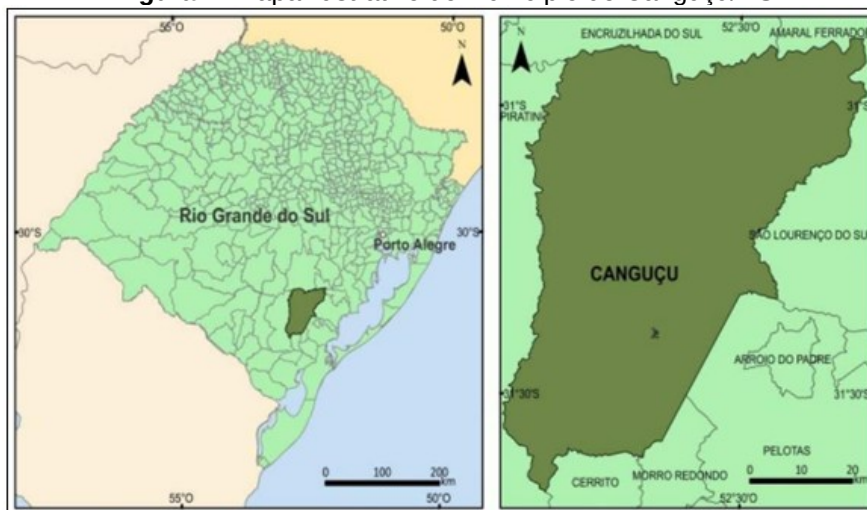 55°O
50°O
N
Rio Grande do Sul
30°S
30°S
Porto Alegre
0 100 200
km
55°O
50°O
52°30'O
ENCRUZILHADA DO SUL
AMARAL FERRADOR
N
31°S
31°S
PIRATINI
SÃO LOURENÇO DO SU
CANGUÇU
ARROIO DO PADRE
31°30'S
31°30'S
PELOTAS
MORRO REDONDO
CERRITO
0 10 20
km
52°30'O